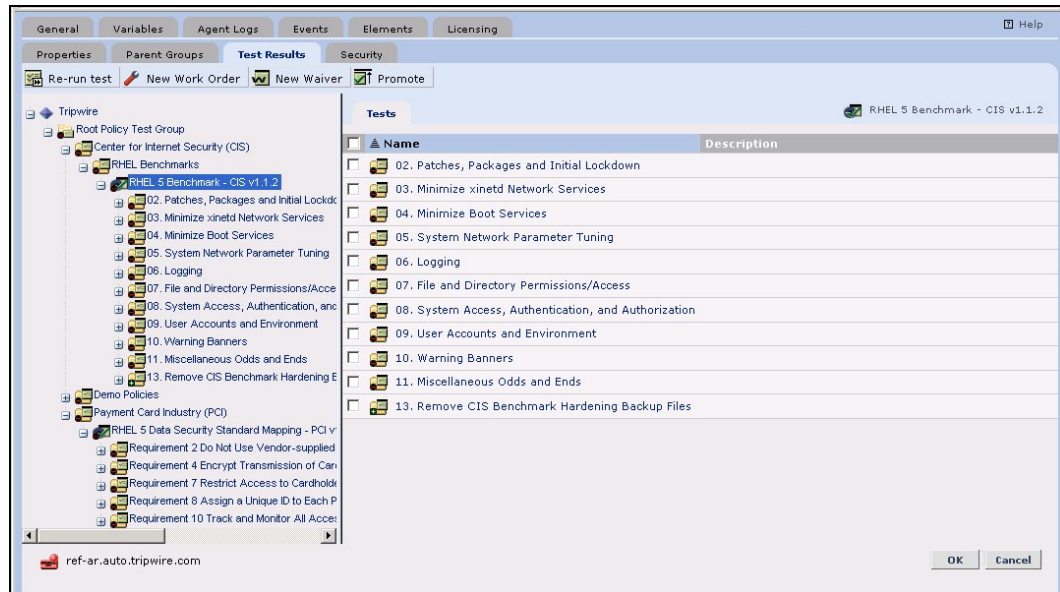 General Variables Agent Logs Events Elements Licensing
? Help
Properties Parent Groups Test Results Security
Re-run test New Work Order New Waiver Promote
Tripwire
Root Policy Test Group
Center for Internet Security (CIS)
RHEL Benchmarks
RHEL 5 Benchmark - CIS v1.1.2
02. Patches, Packages and Initial Lockdo
03. Minimize xinetd Network Services
04. Minimize Boot Services
05. System Network Parameter Tuning
06. Logging
07. File and Directory Permissions/Acce
08. System Access, Authentication, and
09. User Accounts and Environment
10. Warning Banners
11. Miscellaneous Odds and Ends
13. Remove CIS Benchmark Hardening B
Demo Policies
Payment Card Industry (PCI)
RHEL 5 Data Security Standard Mapping - PCI v
Requirement 2 Do Not Use Vendor-supplied
Requirement 4 Encrypt Transmission of Car
Requirement 7 Restrict Access to Cardholde
Requirement 8 Assign a Unique ID to Each P
Requirement 10 Track and Monitor All Acces
Tests
RHEL 5 Benchmark - CIS v1.1.2
Name Description
02. Patches, Packages and Initial Lockdown
03. Minimize xinetd Network Services
04. Minimize Boot Services
05. System Network Parameter Tuning
06. Logging
07. File and Directory Permissions/Access
08. System Access, Authentication, and Authorization
09. User Accounts and Environment
10. Warning Banners
11. Miscellaneous Odds and Ends
13. Remove CIS Benchmark Hardening Backup Files
ref-ar.auto.tripwire.com
OK Cancel